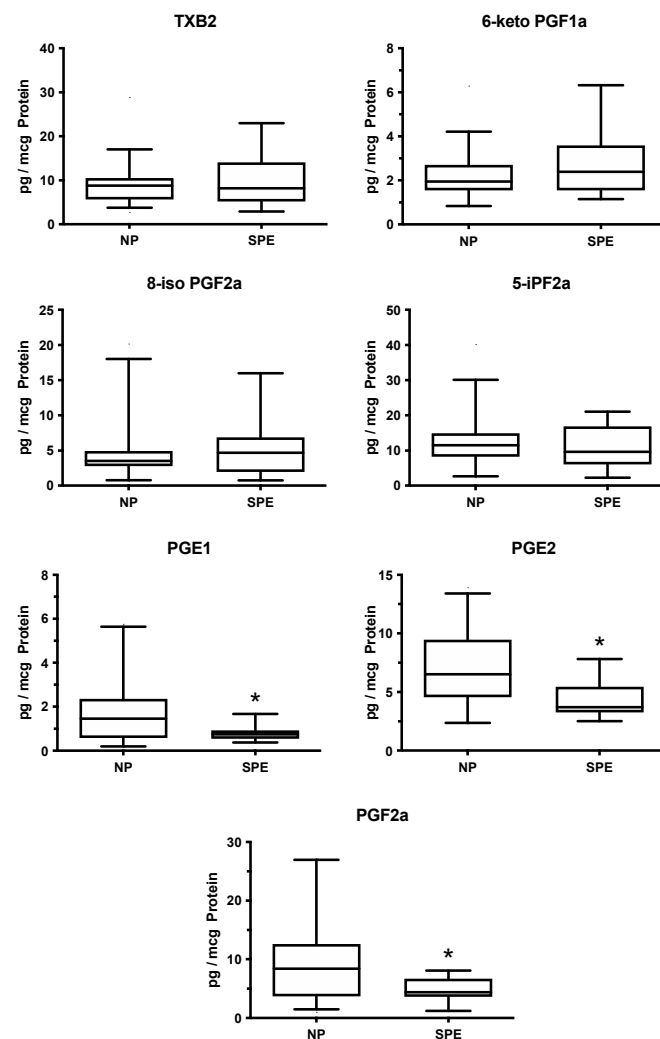 TXB2
40
30
20
10
0
pg / mcg Protein
NP
SPE
6-keto PGF1a
8
6
4
2
0
pg / mcg Protein
NP
SPE
8-iso PGF2a
25
20
15
10
5
0
pg / mcg Protein
NP
SPE
5-iPF2a
50
40
30
20
10
0
pg / mcg Protein
NP
SPE
PGE1
8
6
4
2
0
pg / mcg Protein
*
NP
SPE
PGE2
15
10
5
0
pg / mcg Protein
*
NP
SPE
PGF2a
30
20
10
0
pg / mcg Protein
*
NP
SPE